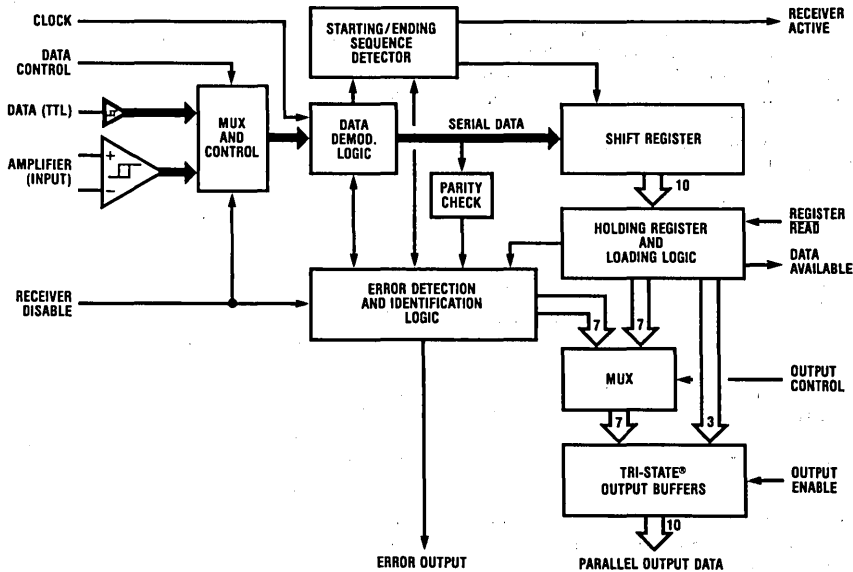 CLOCK
DATA
CONTROL
DATA (TTL)
AMPLIFIER
(INPUT)
+
−
MUX
AND
CONTROL
STARTING/ENDING
SEQUENCE
DETECTOR
RECEIVER
ACTIVE
DATA
DEMOD.
LOGIC
SERIAL DATA
SHIFT REGISTER
PARITY
CHECK
10
HOLDING REGISTER
AND
LOADING LOGIC
REGISTER
READ
DATA
AVAILABLE
RECEIVER
DISABLE
ERROR DETECTION
AND IDENTIFICATION
LOGIC
7
7
MUX
OUTPUT
CONTROL
7
3
TRI-STATE®
OUTPUT BUFFERS
OUTPUT
ENABLE
10
ERROR OUTPUT
PARALLEL OUTPUT DATA